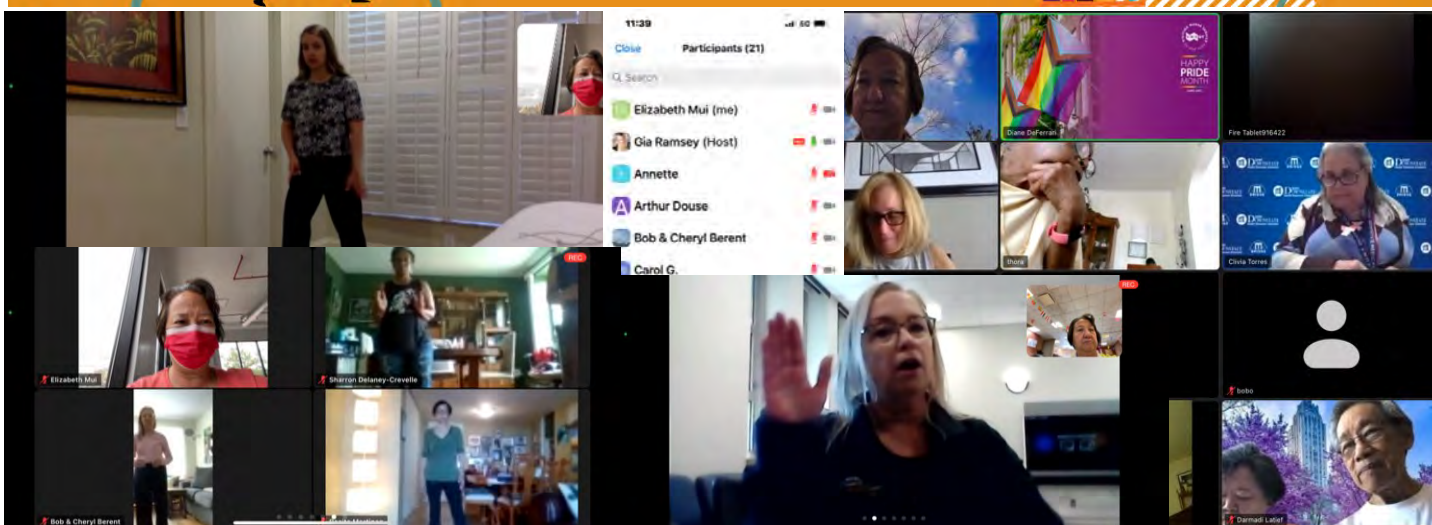 11:39
Close
Participants (21)
Search
Elizabeth Mui (me)
Gia Ramsey (Host)
Annette
Arthur Douse
Bob & Cheryl Berent
Carol G.
HAPPY
PRIDE
MONTH
Diane DeFerrari
Fire Tablet916422
thora
Clivia Torres
REC
Elizabeth Mui
Sharron Delaney-Crevelle
Bob & Cheryl Berent
REC
bobo
Darmadi Latief